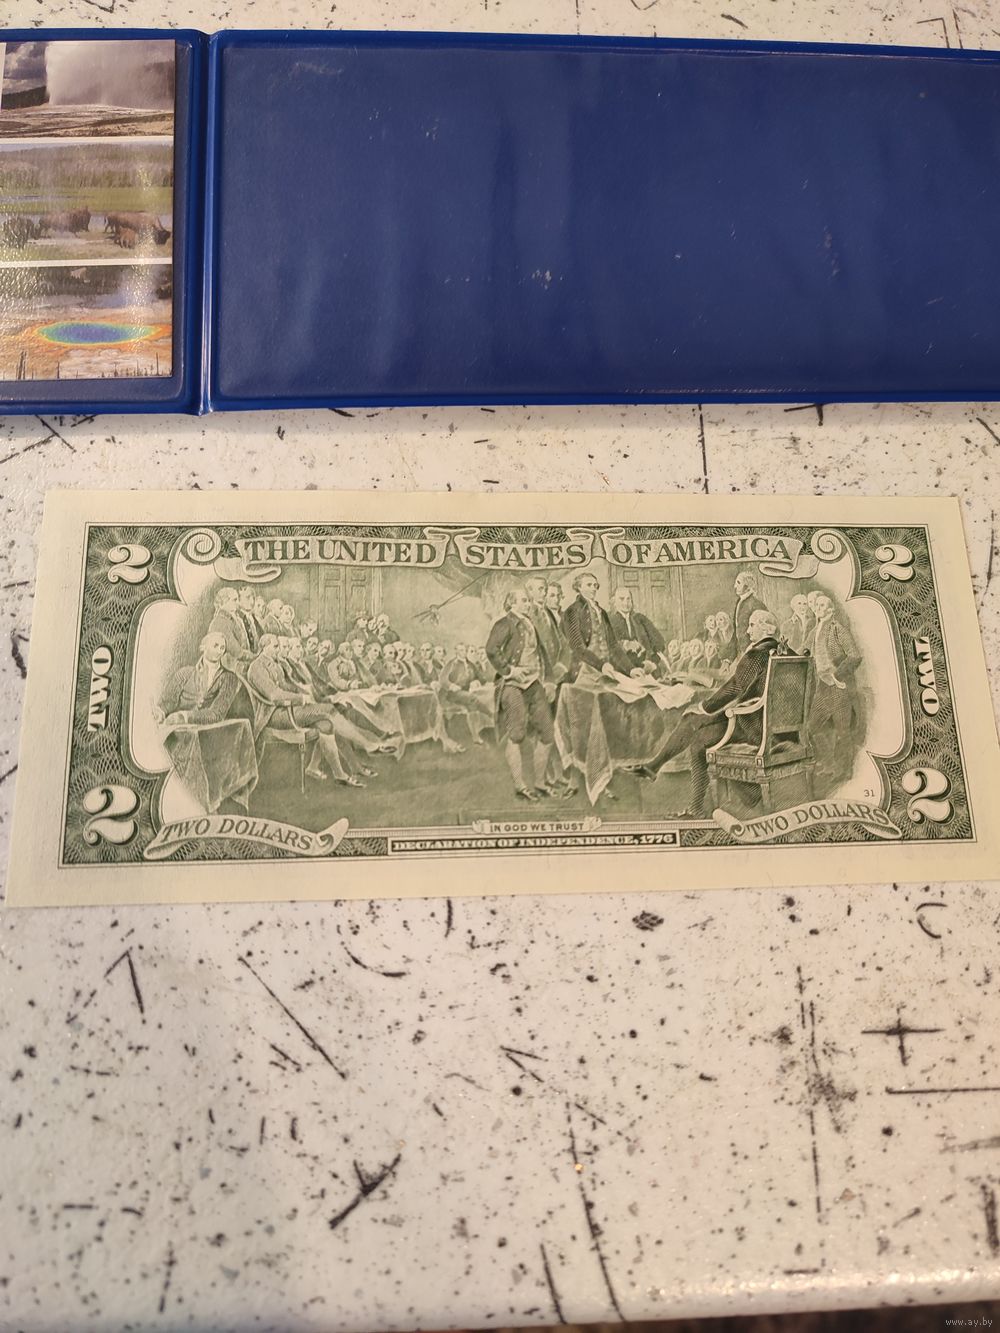 2 THE UNITED STATES OF AMERICA 2
TWO
TWO
31
2 TWO DOLLARS IN GOD WE TRUST TWO DOLLARS 2
DECLARATION OF INDEPENDENCE, 1776
www.ay.by